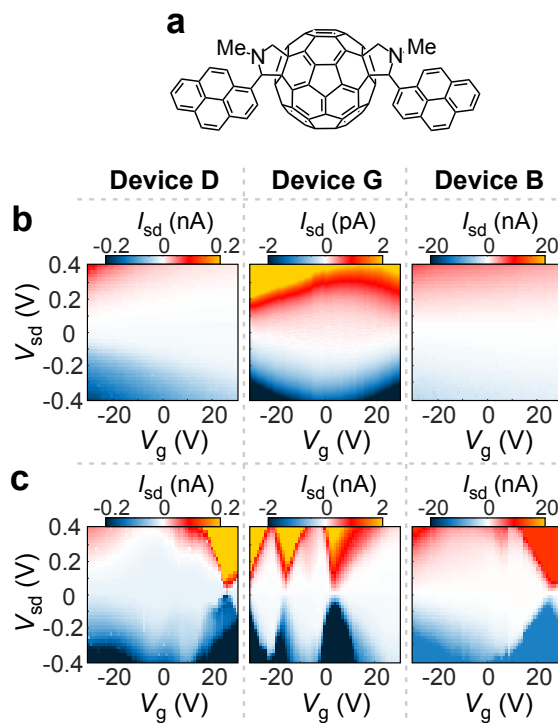 a
Me N N Me
Device D Device G Device B
b
I_sd (nA) I_sd (pA) I_sd (nA)
-0.2 0 0.2 -2 0 2 -20 0 20
0.4
0.2
0
-0.2
-0.4
V_sd (V)
-20 0 20 -20 0 20 -20 0 20
V_g (V) V_g (V) V_g (V)
c
I_sd (nA) I_sd (nA) I_sd (nA)
-0.2 0 0.2 -2 0 2 -20 0 20
0.4
0.2
0
-0.2
-0.4
V_sd (V)
-20 0 20 -20 0 20 -20 0 20
V_g (V) V_g (V) V_g (V)